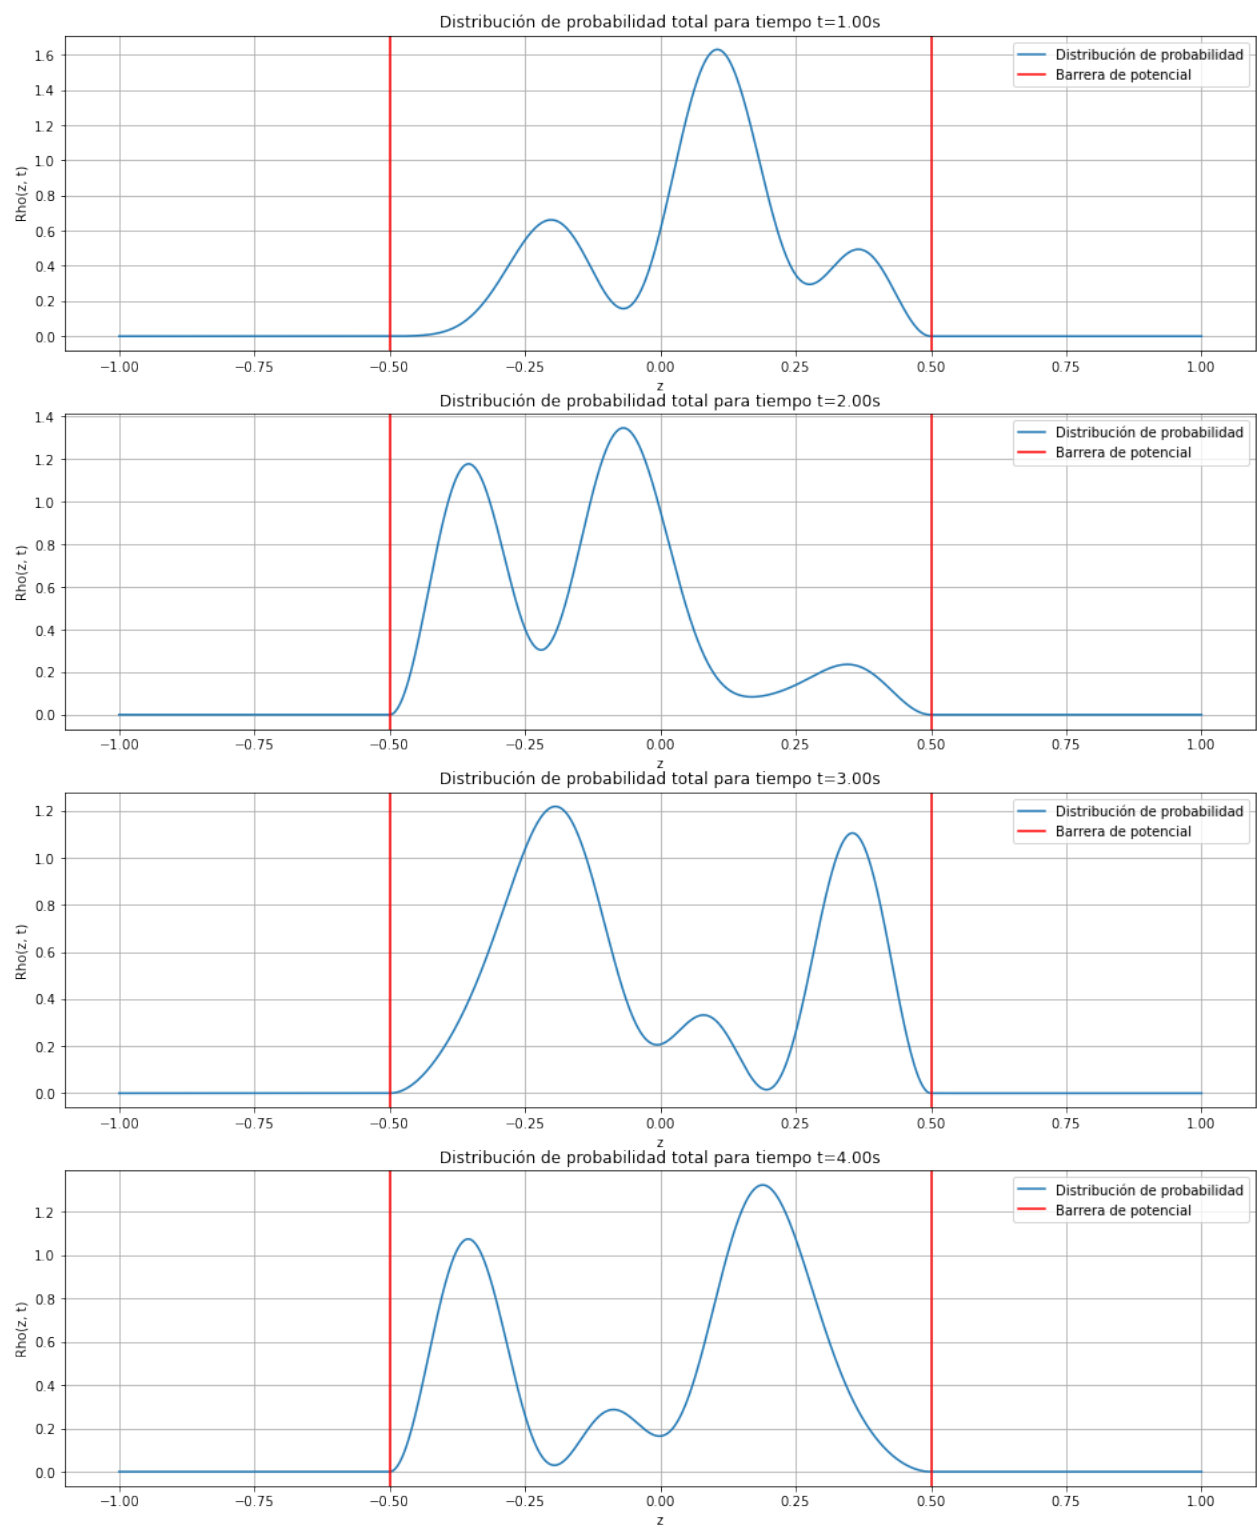 Distribución de probabilidad total para tiempo t=1.00s
Distribución de probabilidad
Barrera de potencial
Rho(z, t)
1.6
1.4
1.2
1.0
0.8
0.6
0.4
0.2
0.0
−1.00 −0.75 −0.50 −0.25 0.00 0.25 0.50 0.75 1.00
z
Distribución de probabilidad total para tiempo t=2.00s
Distribución de probabilidad
Barrera de potencial
Rho(z, t)
1.4
1.2
1.0
0.8
0.6
0.4
0.2
0.0
−1.00 −0.75 −0.50 −0.25 0.00 0.25 0.50 0.75 1.00
z
Distribución de probabilidad total para tiempo t=3.00s
Distribución de probabilidad
Barrera de potencial
Rho(z, t)
1.2
1.0
0.8
0.6
0.4
0.2
0.0
−1.00 −0.75 −0.50 −0.25 0.00 0.25 0.50 0.75 1.00
z
Distribución de probabilidad total para tiempo t=4.00s
Distribución de probabilidad
Barrera de potencial
Rho(z, t)
1.2
1.0
0.8
0.6
0.4
0.2
0.0
−1.00 −0.75 −0.50 −0.25 0.00 0.25 0.50 0.75 1.00
z